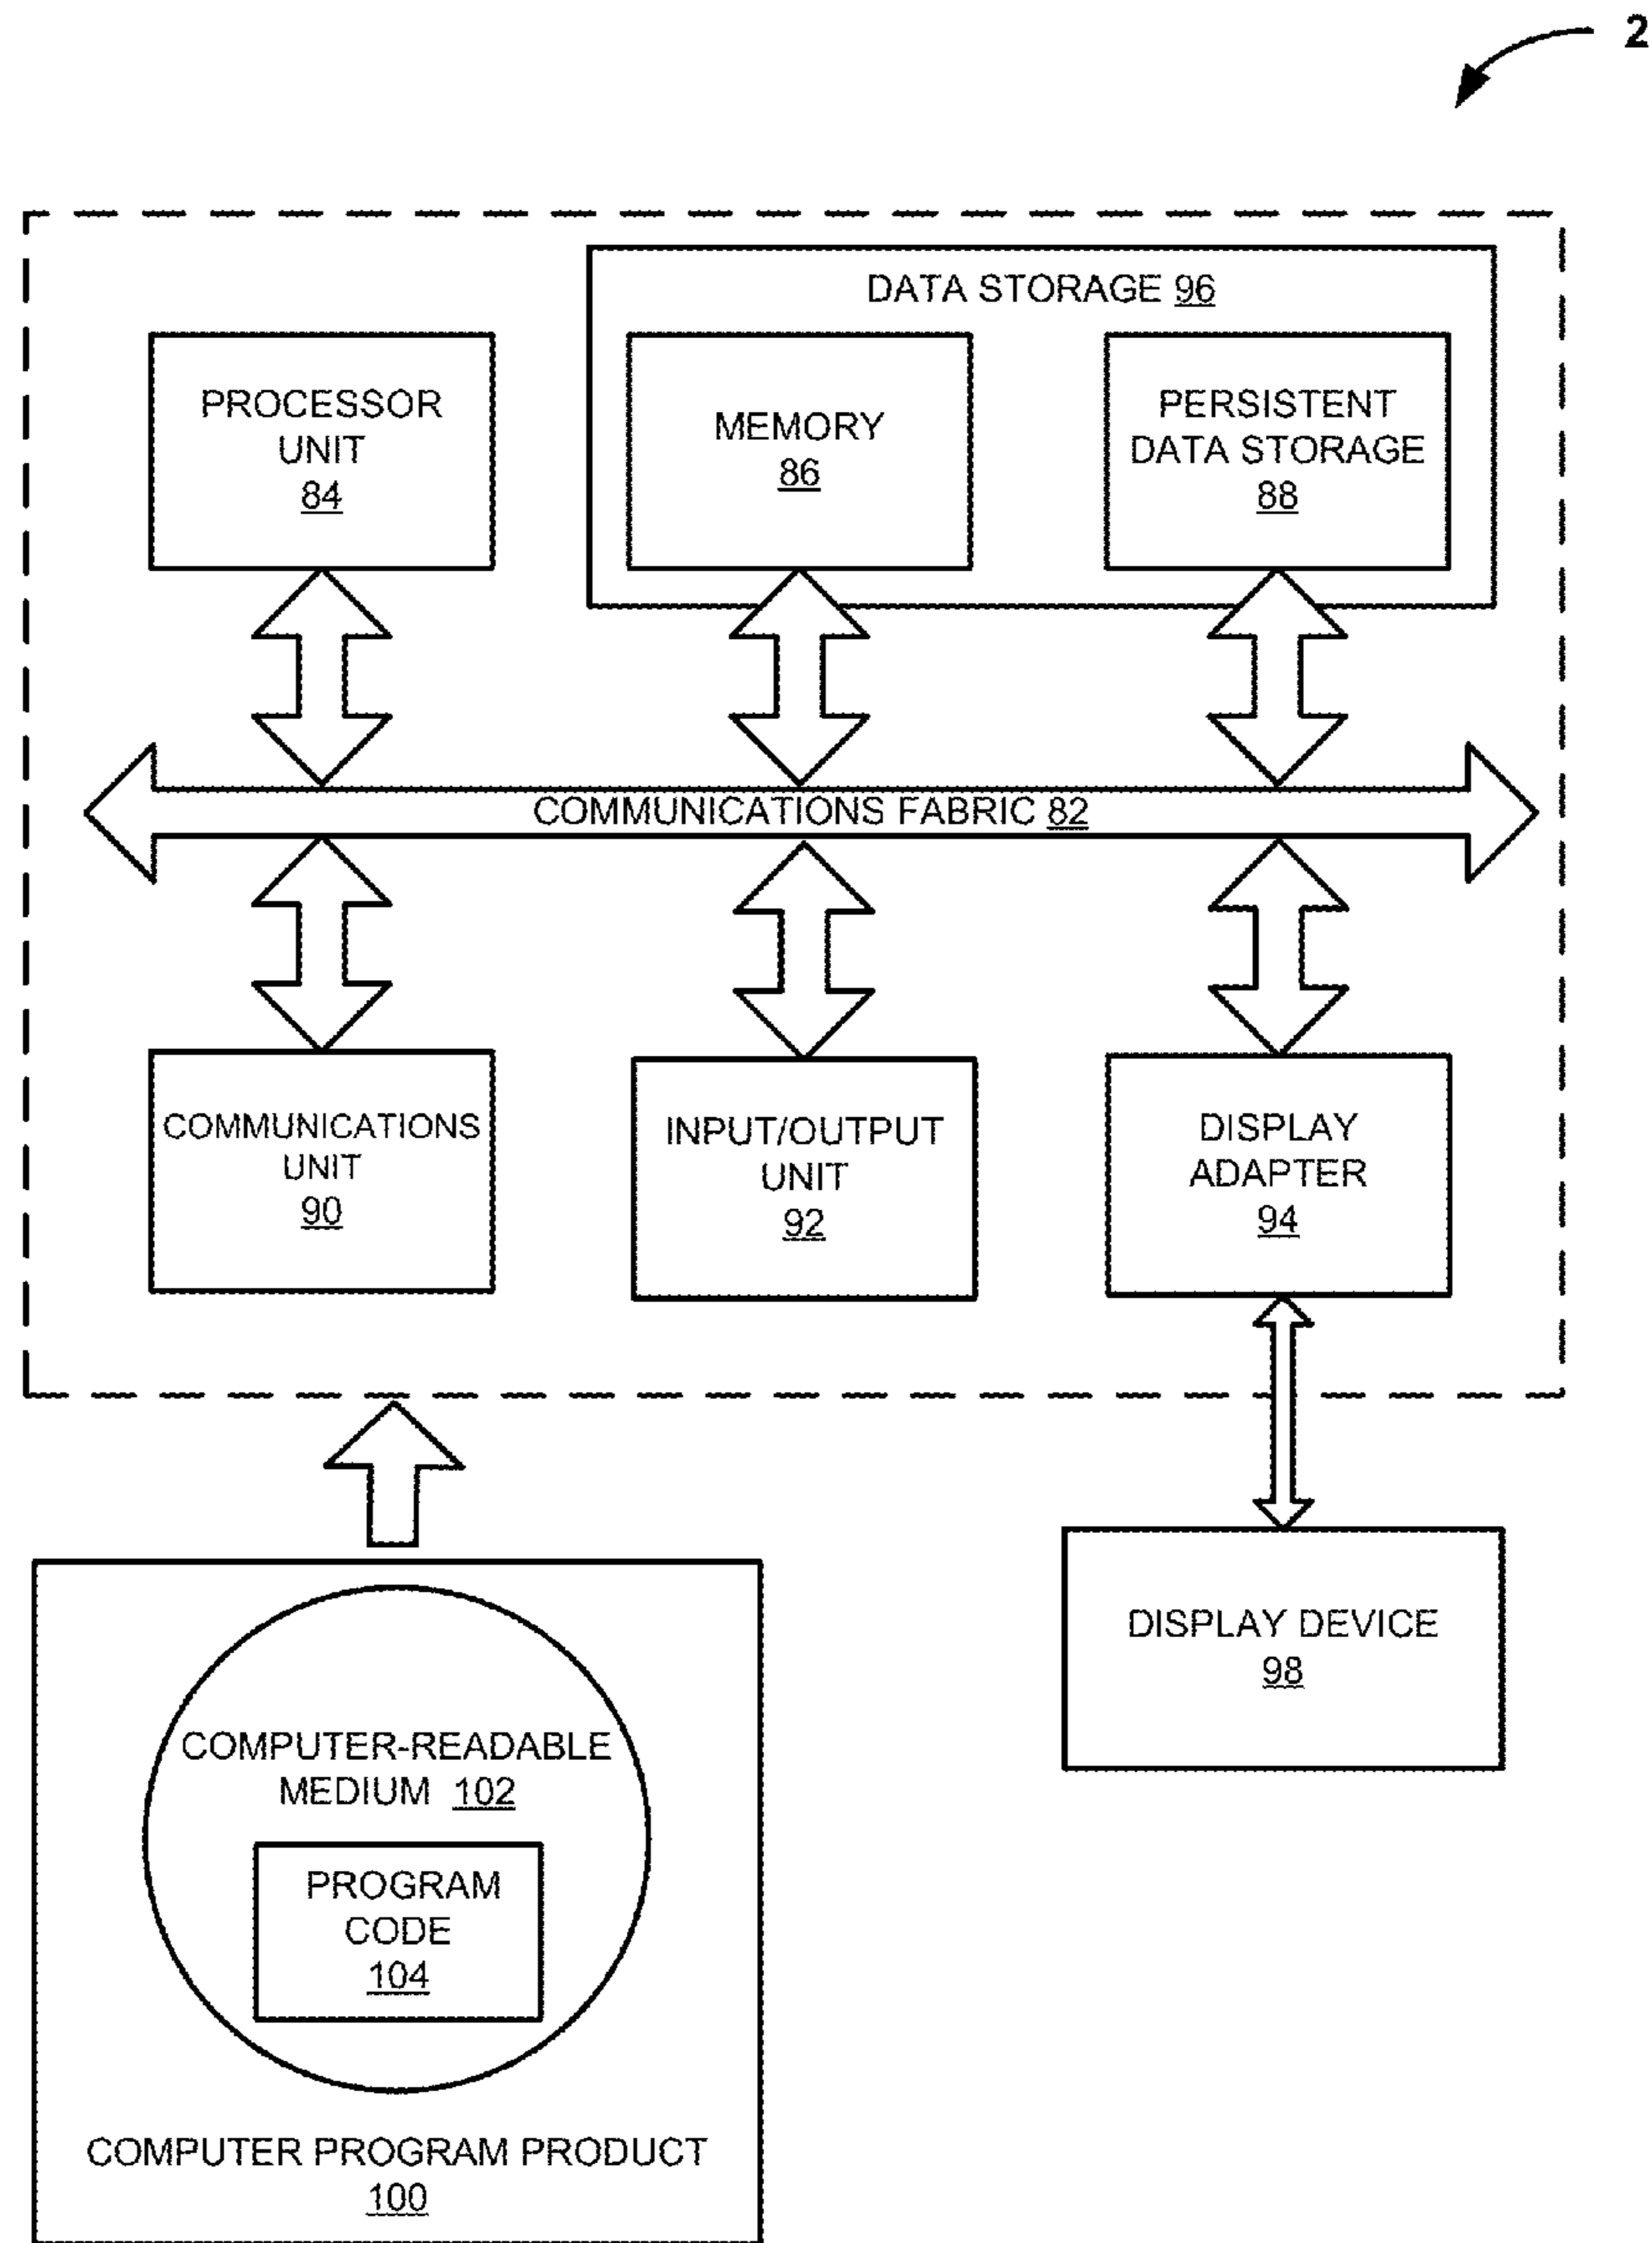 2
DATA STORAGE 96
PROCESSOR
UNIT
84
MEMORY
86
PERSISTENT
DATA STORAGE
88
COMMUNICATIONS FABRIC 82
COMMUNICATIONS
UNIT
90
INPUT/OUTPUT
UNIT
92
DISPLAY
ADAPTER
94
DISPLAY DEVICE
98
COMPUTER-READABLE
MEDIUM 102
PROGRAM
CODE
104
COMPUTER PROGRAM PRODUCT
100